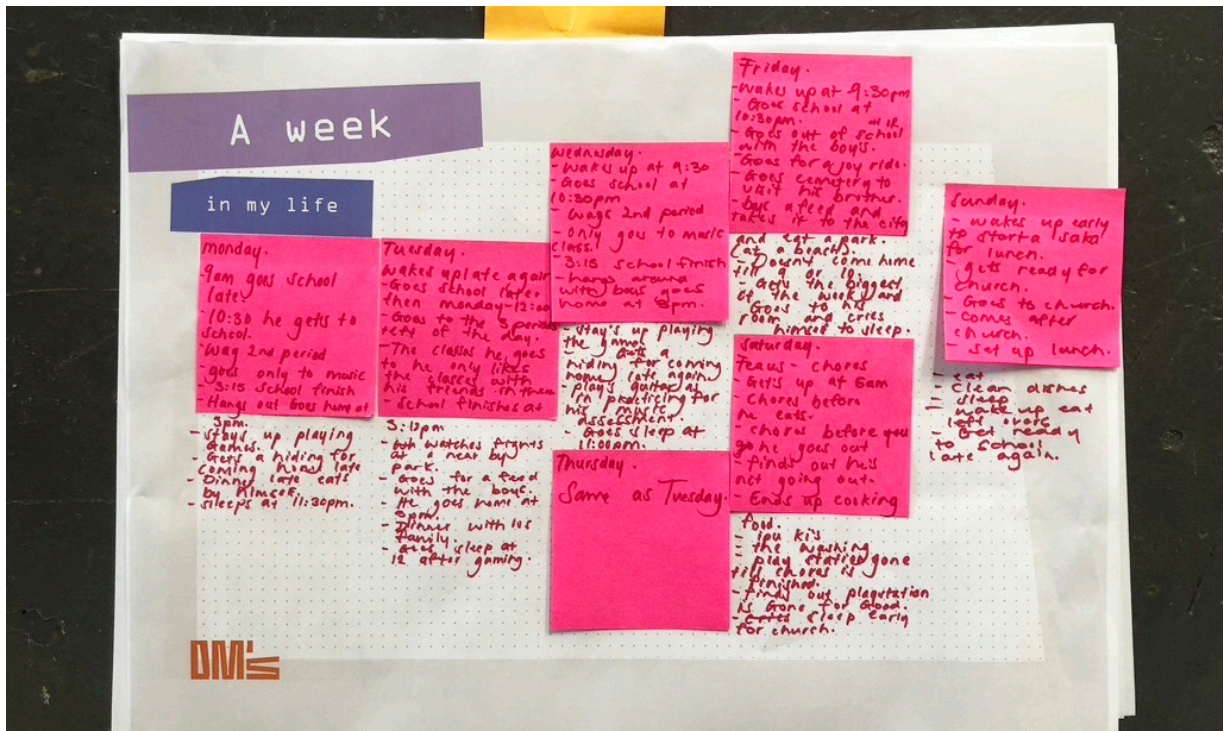 A week
in my life
monday.
- 9am goes school
late.
- 10:30 he gets to
school.
- wag 2nd period
- goes only to music
- 3:15 school finish
- Hangs out Goes home at
8pm.
- stays up playing
Games.
- Gets a hiding for
coming home late
- Dinner late eats
by himself.
- sleeps at 11:30pm.
Tuesday.
wakes up late again
- Goes school later
then monday 12:00
- Goes to the 3 period
of the day.
- The classes he goes
to he only likes
the classes with
his friends in them
- School finishes at
3:15pm
- watches fights
at a near by
park.
- Goes for a feed
with the boys.
- He goes home at
8pm.
- Dinner with his
family.
- Goes sleep at
12 after gaming.
Wednesday.
- Wakes up at 9:30
- Goes school at
10:30pm
- wags 2nd period
- only goes to music
class.
- 3:15 school finish
- hangs around
with boys goes
home at 8pm.
- stay's up playing
the game.
- Gets a
hiding for coming
home late again
- plays guitar as
in practicing for
his music
assessment.
- Goes sleep at
11:00pm.
Thursday.
Same as Tuesday.
Friday.
- Wakes up at 9:30pm
- Goes school at
10:30pm.
- Goes out of school
with the boys.
- Goes for a joy ride.
- Goes cemetery to
visit his brother.
- buys a feed and
takes it to the city
and eat a park.
(at a beach).
- Doesn't come home
till 9 or 10.
- Gets the biggest
of the week and
- Goes to his
room and cries
himself to sleep.
Saturday.
Feaus - chores
- Gets up at 6am
- Chores before
he eats.
- chores before you
go he goes out
- finds out he's
not going out.
- Ends up cooking
food.
- Ipu kis
- the washing
- play station gone
till chores is
finished.
- finds out playstation
is Gone for Good.
- sleep early
for church.
Sunday.
- wakes up early
to start a saka
for lunch.
- gets ready for
church.
- Goes to church.
- Comes after
church.
- set up lunch.
- eat
- Clean dishes
- sleep
- wake up eat
left overs
- Get ready
to school
late again.
DM's